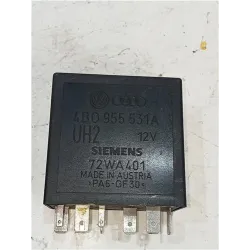 4B0 955 531A
UH2 12V
SIEMENS
72WA401
MADE IN AUSTRIA
>PA6-GF30<